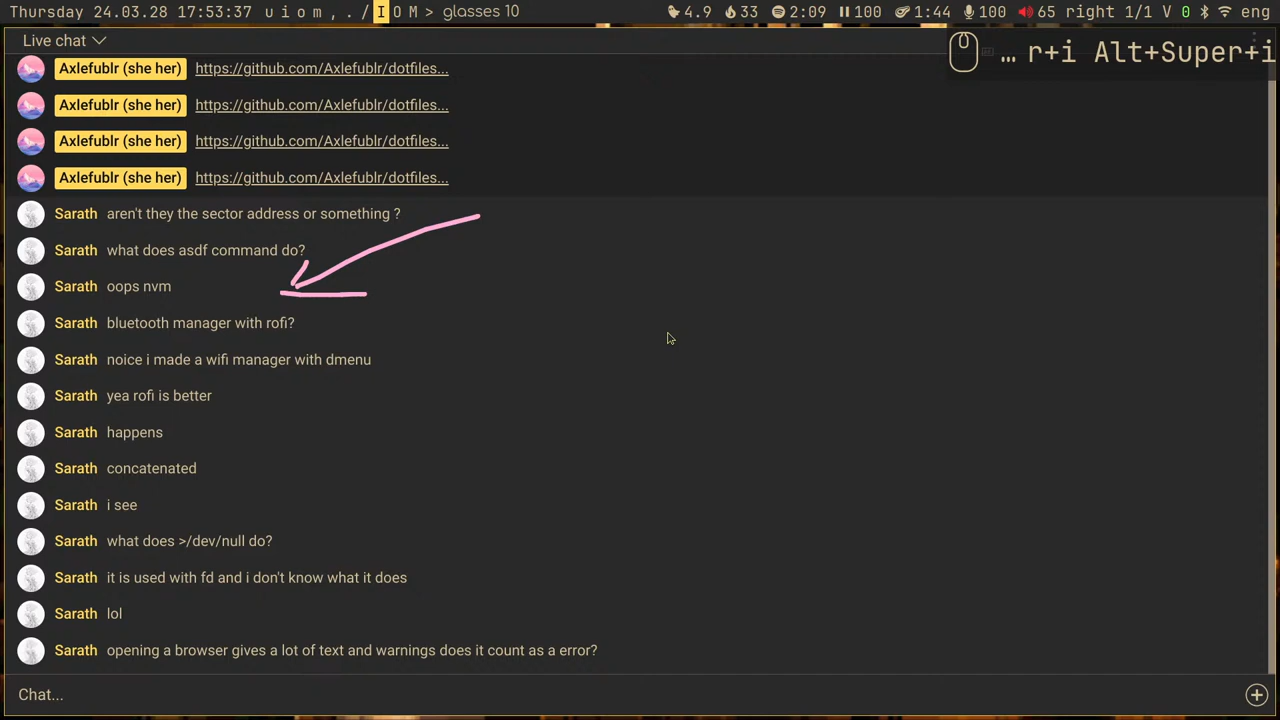 Thursday 24.03.28 17:53:37 u i o m , . / I O M > glasses 10 4.9 33 2:09 100 1:44 100 65 right 1/1 V 0 eng
Live chat
… r+i Alt+Super+i
Axlefublr (she her) https://github.com/Axlefublr/dotfiles...
Axlefublr (she her) https://github.com/Axlefublr/dotfiles...
Axlefublr (she her) https://github.com/Axlefublr/dotfiles...
Axlefublr (she her) https://github.com/Axlefublr/dotfiles...
Sarath aren't they the sector address or something ?
Sarath what does asdf command do?
Sarath oops nvm
Sarath bluetooth manager with rofi?
Sarath noice i made a wifi manager with dmenu
Sarath yea rofi is better
Sarath happens
Sarath concatenated
Sarath i see
Sarath what does >/dev/null do?
Sarath it is used with fd and i don't know what it does
Sarath lol
Sarath opening a browser gives a lot of text and warnings does it count as a error?
Chat...